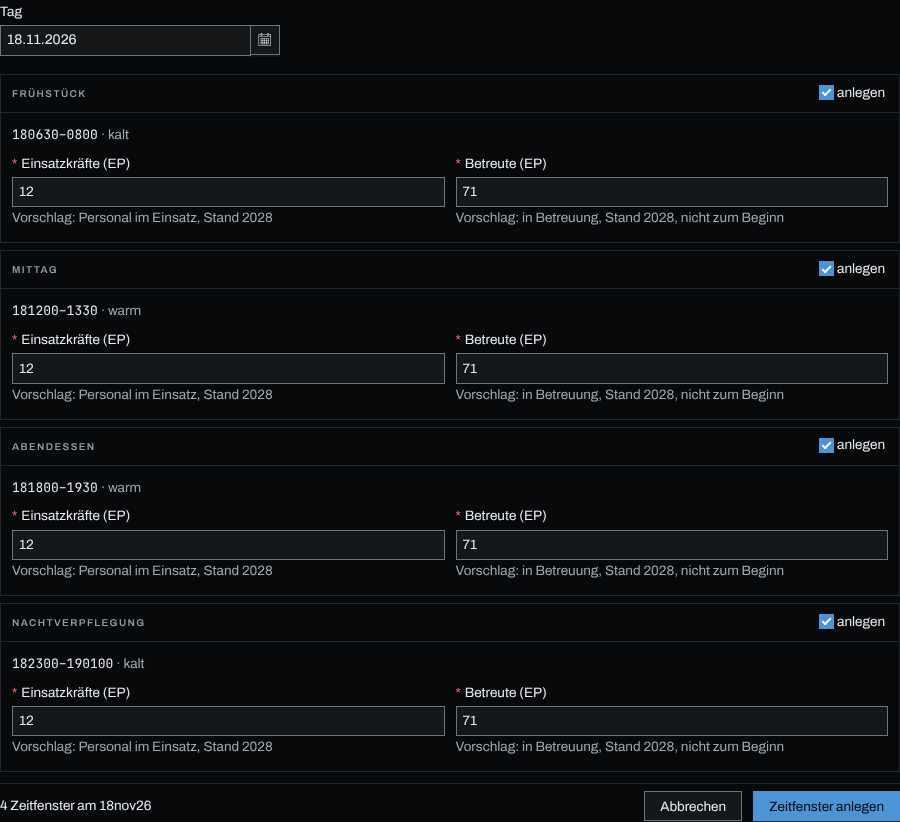 Tag
18.11.2026
FRÜHSTÜCK
anlegen
180630–0800 · kalt
* Einsatzkräfte (EP)
* Betreute (EP)
12
71
Vorschlag: Personal im Einsatz, Stand 2028
Vorschlag: in Betreuung, Stand 2028, nicht zum Beginn
MITTAG
anlegen
181200–1330 · warm
* Einsatzkräfte (EP)
* Betreute (EP)
12
71
Vorschlag: Personal im Einsatz, Stand 2028
Vorschlag: in Betreuung, Stand 2028, nicht zum Beginn
ABENDESSEN
anlegen
181800–1930 · warm
* Einsatzkräfte (EP)
* Betreute (EP)
12
71
Vorschlag: Personal im Einsatz, Stand 2028
Vorschlag: in Betreuung, Stand 2028, nicht zum Beginn
NACHTVERPFLEGUNG
anlegen
182300–190100 · kalt
* Einsatzkräfte (EP)
* Betreute (EP)
12
71
Vorschlag: Personal im Einsatz, Stand 2028
Vorschlag: in Betreuung, Stand 2028, nicht zum Beginn
4 Zeitfenster am 18nov26
Abbrechen
Zeitfenster anlegen